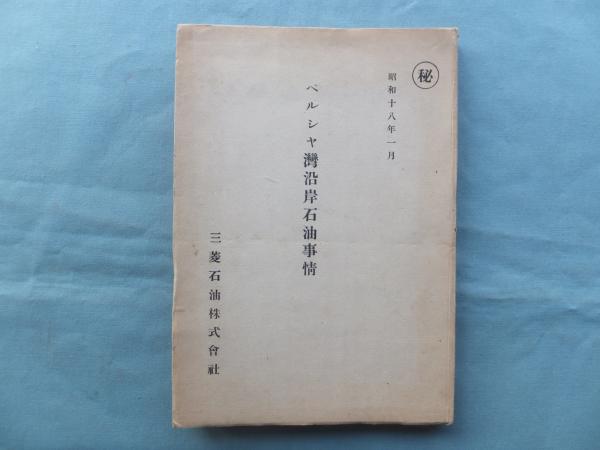 ㊙
昭和十八年一月
ペルシヤ灣沿岸石油事情
三菱石油株式會社